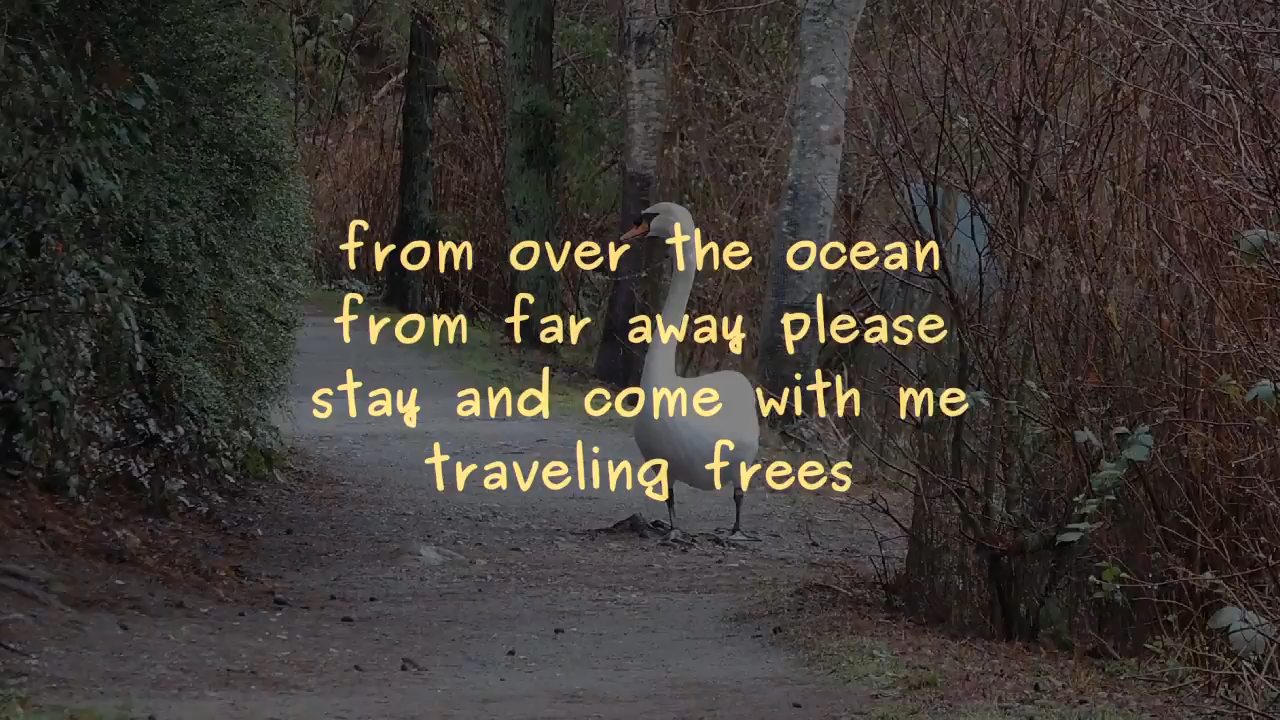 from over the ocean
from far away please
stay and come with me
traveling frees